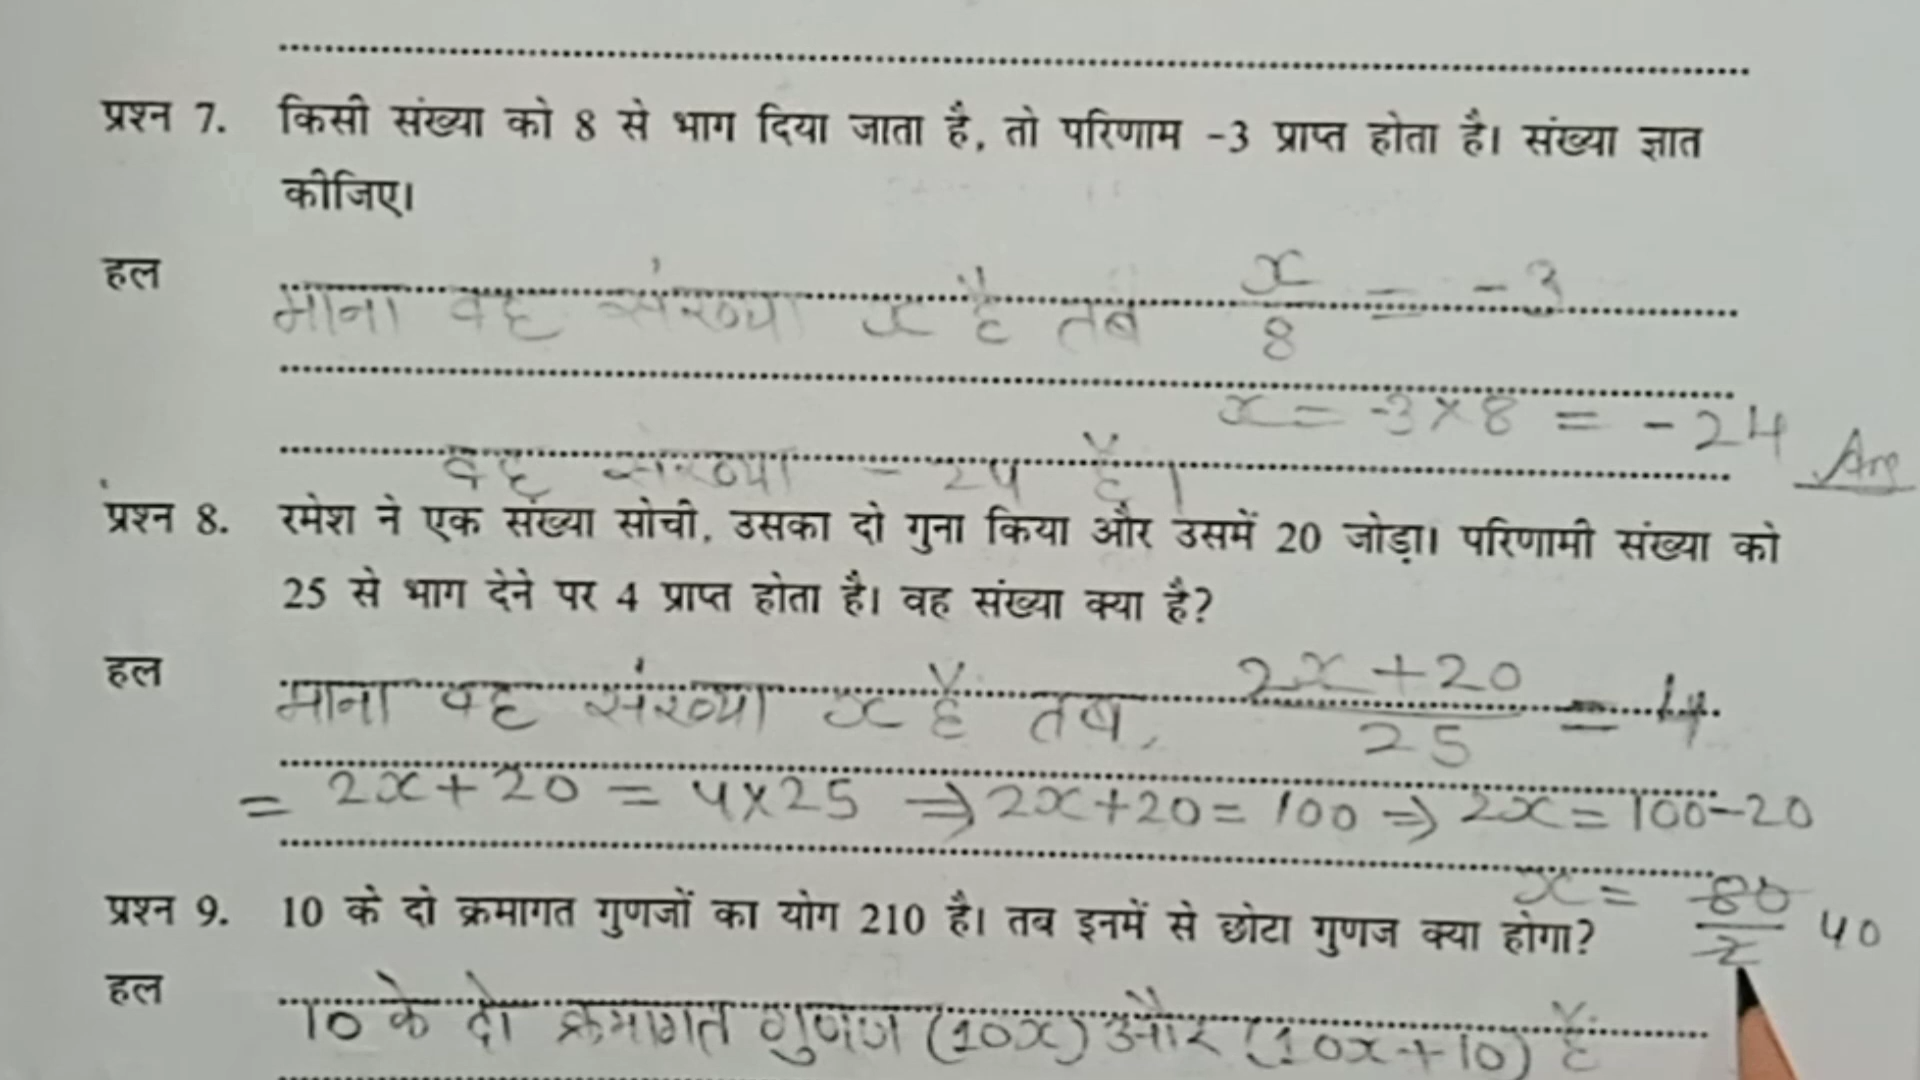 प्रश्न 7. किसी संख्या को 8 से भाग दिया जाता है, तो परिणाम -3 प्राप्त होता है। संख्या ज्ञात
कीजिए।
हल माना वह संख्या x है तब x/8 = -3
x = -3×8 = -24 Ans
वह संख्या -24 है।
प्रश्न 8. रमेश ने एक संख्या सोची, उसका दो गुना किया और उसमें 20 जोड़ा। परिणामी संख्या को
25 से भाग देने पर 4 प्राप्त होता है। वह संख्या क्या है?
हल माना वह संख्या x है तब, (2x+20)/25 = 4
= 2x+20 = 4×25 ⇒ 2x+20 = 100 ⇒ 2x = 100-20
x = 80/2 40
प्रश्न 9. 10 के दो क्रमागत गुणजों का योग 210 है। तब इनमें से छोटा गुणज क्या होगा?
हल 10 के दो क्रमागत गुणज (10x) और (10x+10) हैं